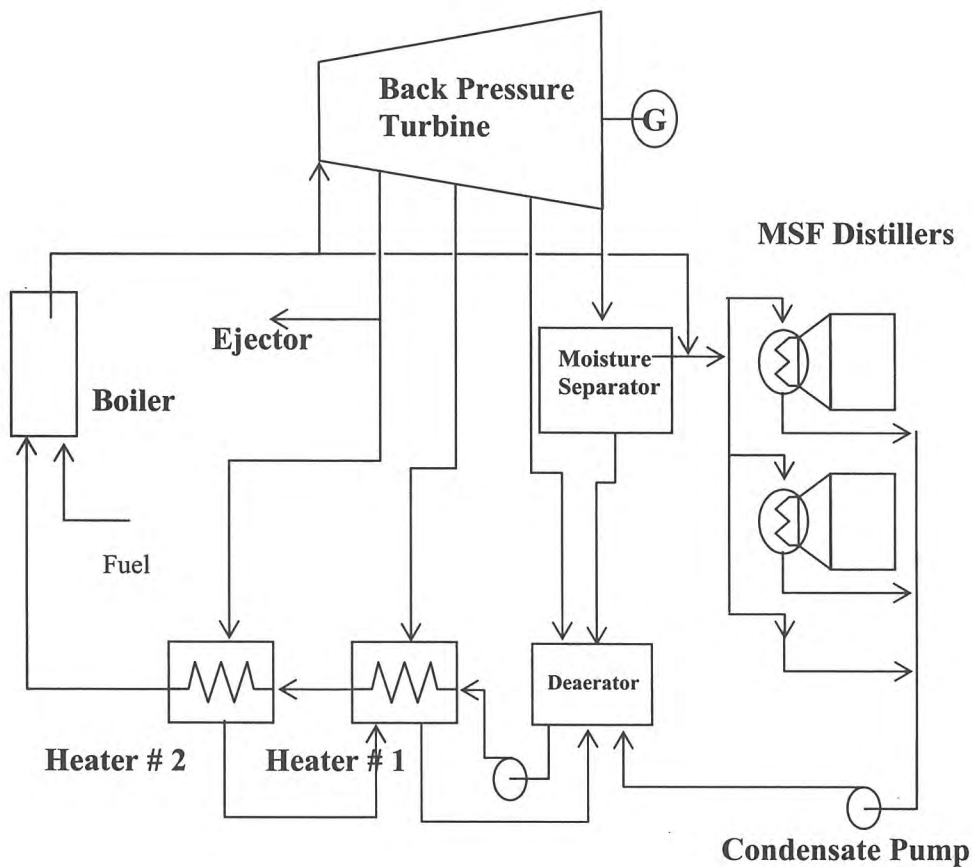 Back Pressure
Turbine
G
MSF Distillers
Ejector
Moisture
Separator
Boiler
Fuel
Deaerator
Heater # 2
Heater # 1
Condensate Pump